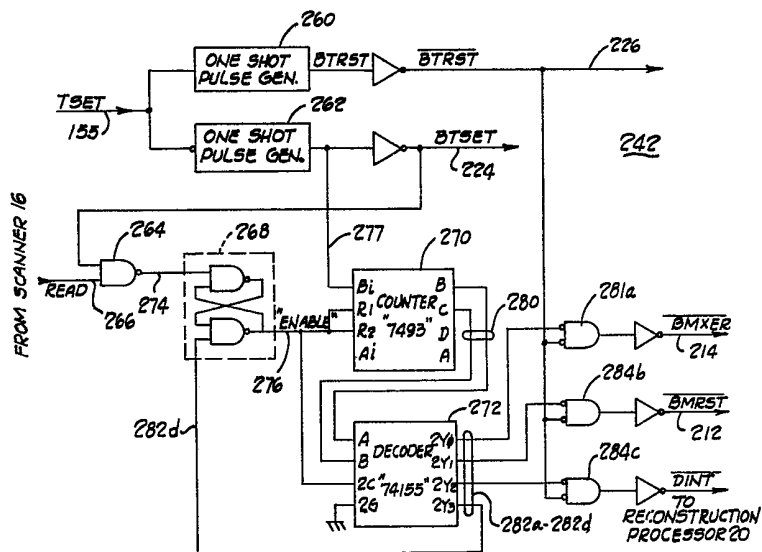 260
ONE SHOT
PULSE GEN.
BTRST
BTRST
226
TSET
155
262
ONE SHOT
PULSE GEN.
BTSET
224
242
FROM SCANNER 16
264
READ
266
274
268
277
270
Bi
R1
R2
Ai
COUNTER
"7493"
B
C
D
A
280
"ENABLE"
276
281a
BMXER
214
284b
BMRST
212
284c
DINT
TO
RECONSTRUCTION
PROCESSOR 20
272
A
B
2C
2G
DECODER
"74155"
2Y0
2Y1
2Y2
2Y3
282a-282d
282d